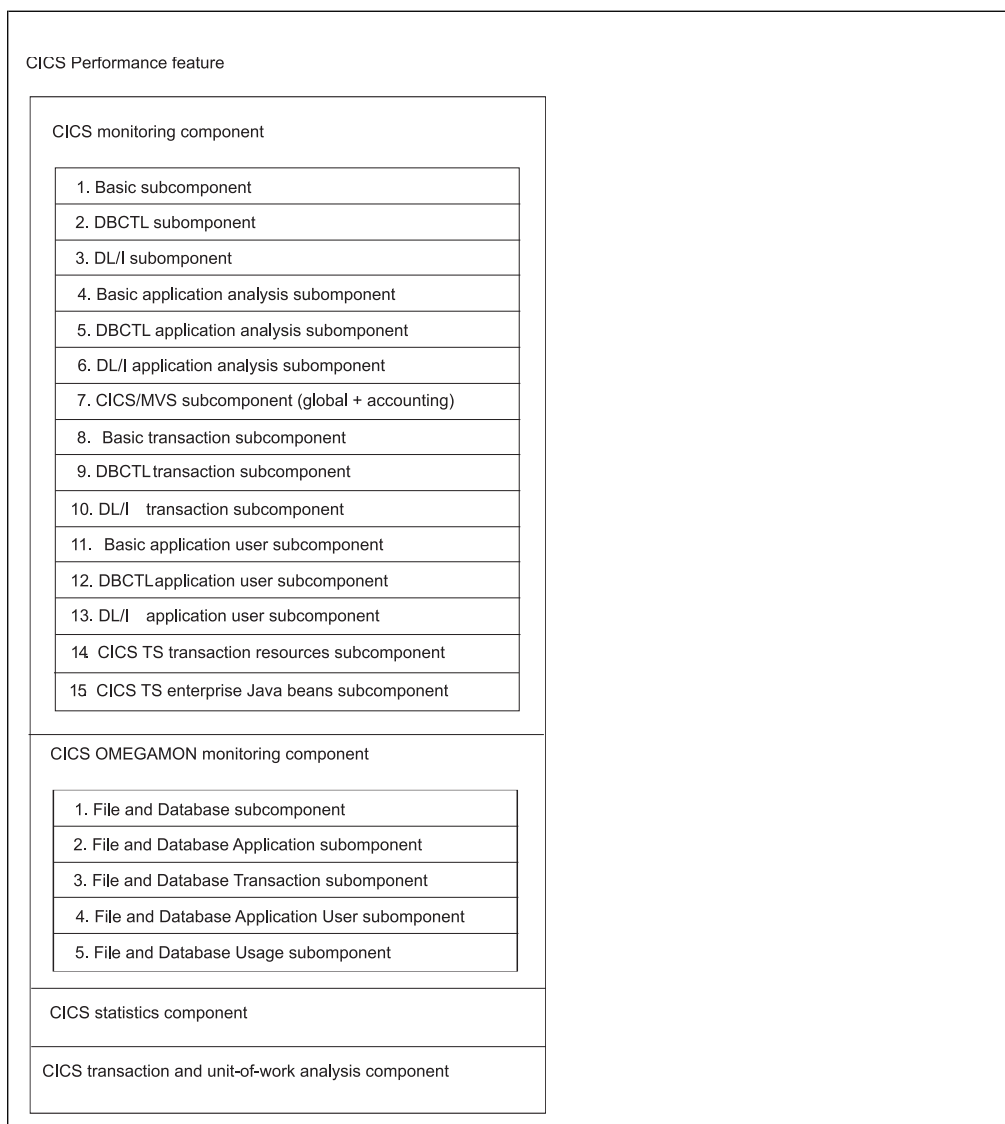 CICS Performance feature
CICS monitoring component
1. Basic subcomponent
2. DBCTL subomponent
3. DL/I subomponent
4. Basic application analysis subomponent
5. DBCTL application analysis subomponent
6. DL/I application analysis subomponent
7. CICS/MVS subcomponent (global + accounting)
8. Basic transaction subcomponent
9. DBCTL transaction subcomponent
10. DL/I transaction subcomponent
11. Basic application user subcomponent
12. DBCTL application user subcomponent
13. DL/I application user subcomponent
14. CICS TS transaction resources subcomponent
15 CICS TS enterprise Java beans subcomponent
CICS OMEGAMON monitoring component
1. File and Database subcomponent
2. File and Database Application subomponent
3. File and Database Transaction subomponent
4. File and Database Application User subomponent
5. File and Database Usage subomponent
CICS statistics component
CICS transaction and unit-of-work analysis component